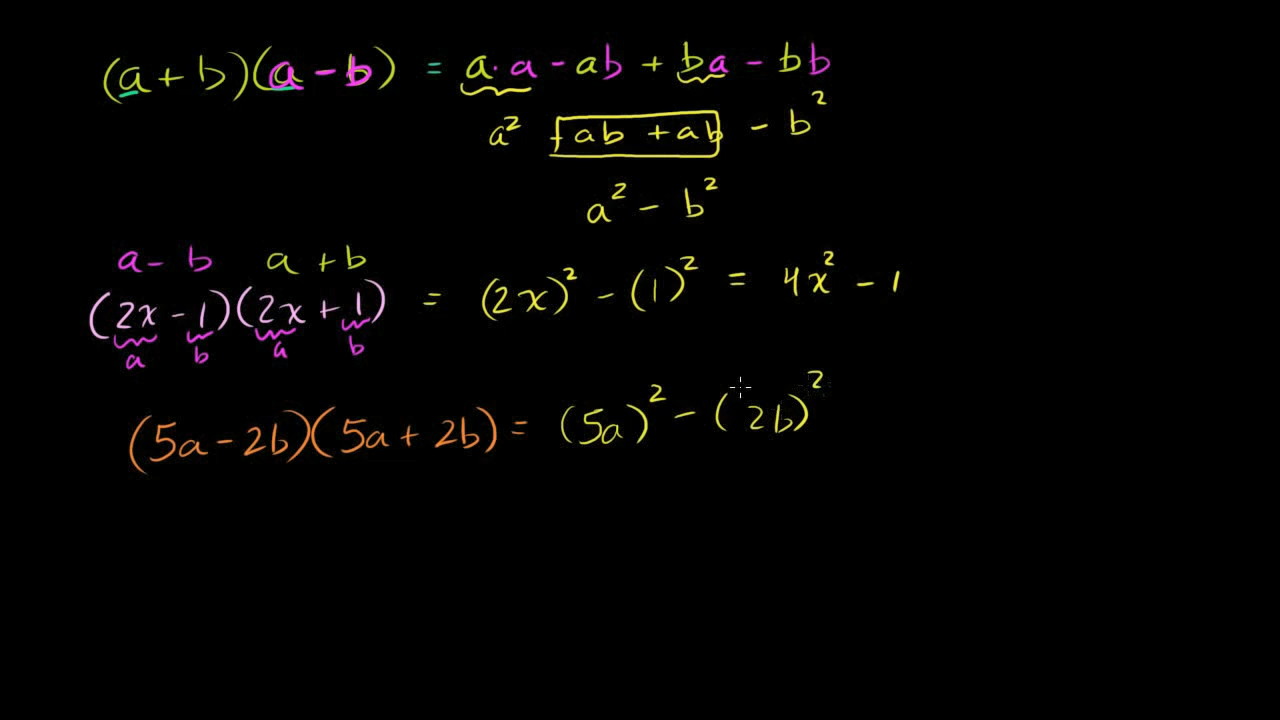 (a + b)(a - b) = a · a - ab + ba - bb
a² - ab + ab - b²
a² - b²
a - b a + b
(2x - 1)(2x + 1) = (2x)² - (1)² = 4x² - 1
a b a b
(5a - 2b)(5a + 2b) = (5a)² - (2b)²